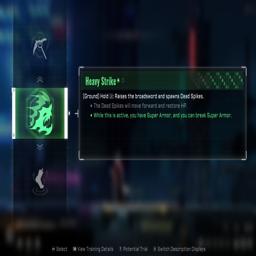 Heavy Strike*
[Ground] Hold : Raises the broadsword and spawns Dead Spikes.
• The Dead Spikes will move forward and restore HP.
• While this is active, you have Super Armor, and you can break Super Armor.
Select View Training Details Potential Trial Switch Description Displays